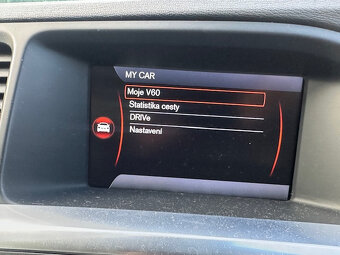 MY CAR
Moje V60
Statistika cesty
DRIVe
Nastavení